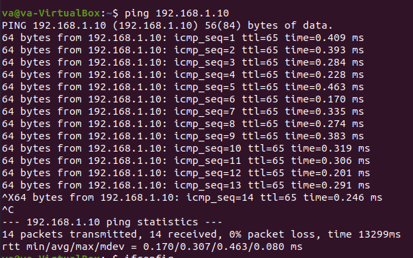 va@va-VirtualBox:~$ ping 192.168.1.10
PING 192.168.1.10 (192.168.1.10) 56(84) bytes of data.
64 bytes from 192.168.1.10: icmp_seq=1 ttl=65 time=0.409 ms
64 bytes from 192.168.1.10: icmp_seq=2 ttl=65 time=0.393 ms
64 bytes from 192.168.1.10: icmp_seq=3 ttl=65 time=0.284 ms
64 bytes from 192.168.1.10: icmp_seq=4 ttl=65 time=0.228 ms
64 bytes from 192.168.1.10: icmp_seq=5 ttl=65 time=0.463 ms
64 bytes from 192.168.1.10: icmp_seq=6 ttl=65 time=0.170 ms
64 bytes from 192.168.1.10: icmp_seq=7 ttl=65 time=0.335 ms
64 bytes from 192.168.1.10: icmp_seq=8 ttl=65 time=0.274 ms
64 bytes from 192.168.1.10: icmp_seq=9 ttl=65 time=0.383 ms
64 bytes from 192.168.1.10: icmp_seq=10 ttl=65 time=0.319 ms
64 bytes from 192.168.1.10: icmp_seq=11 ttl=65 time=0.306 ms
64 bytes from 192.168.1.10: icmp_seq=12 ttl=65 time=0.201 ms
64 bytes from 192.168.1.10: icmp_seq=13 ttl=65 time=0.291 ms
^X64 bytes from 192.168.1.10: icmp_seq=14 ttl=65 time=0.246 ms
^C
--- 192.168.1.10 ping statistics ---
14 packets transmitted, 14 received, 0% packet loss, time 13299ms
rtt min/avg/max/mdev = 0.170/0.307/0.463/0.080 ms
va@va-VirtualBox:~$ ifconfig